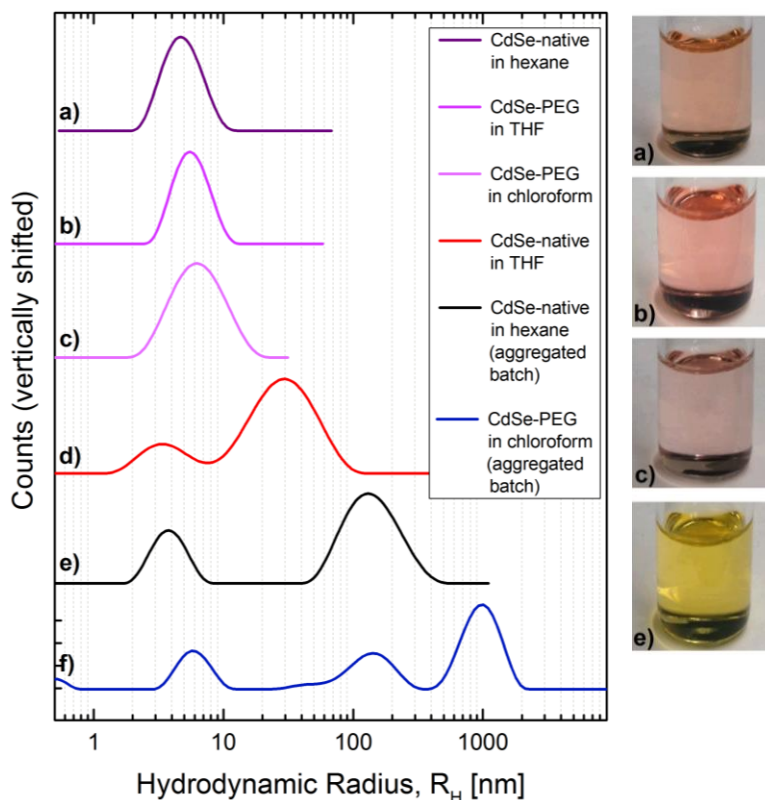 Counts (vertically shifted)
a)
b)
c)
d)
e)
f)
CdSe-native
in hexane
CdSe-PEG
in THF
CdSe-PEG
in chloroform
CdSe-native
in THF
CdSe-native
in hexane
(aggregated
batch)
CdSe-PEG
in chloroform
(aggregated
batch)
1 10 100 1000
Hydrodynamic Radius, R_H [nm]
a)
b)
c)
e)